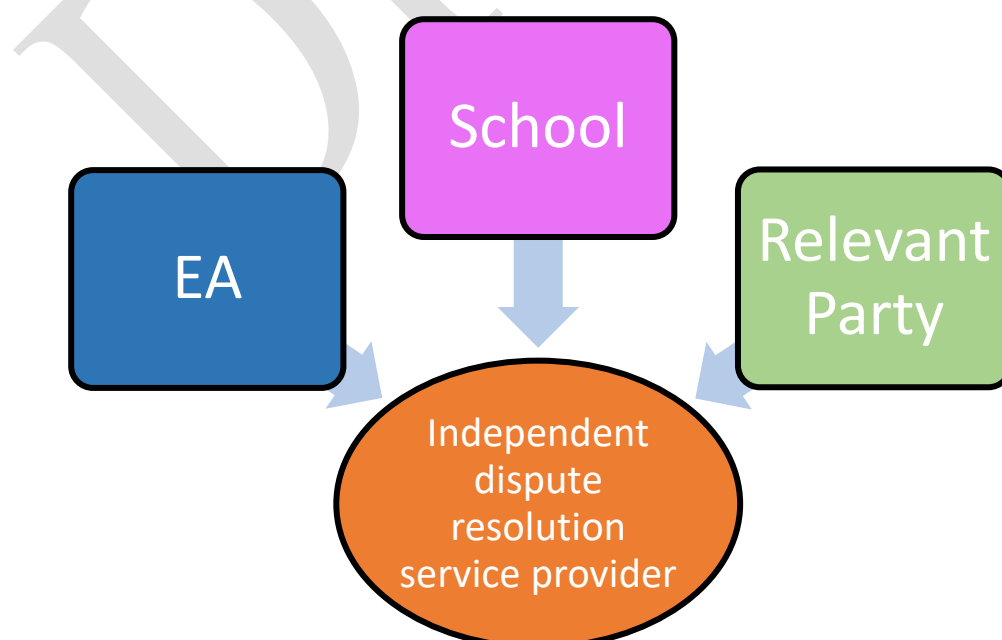 School
EA
Relevant
Party
Independent
dispute
resolution
service provider